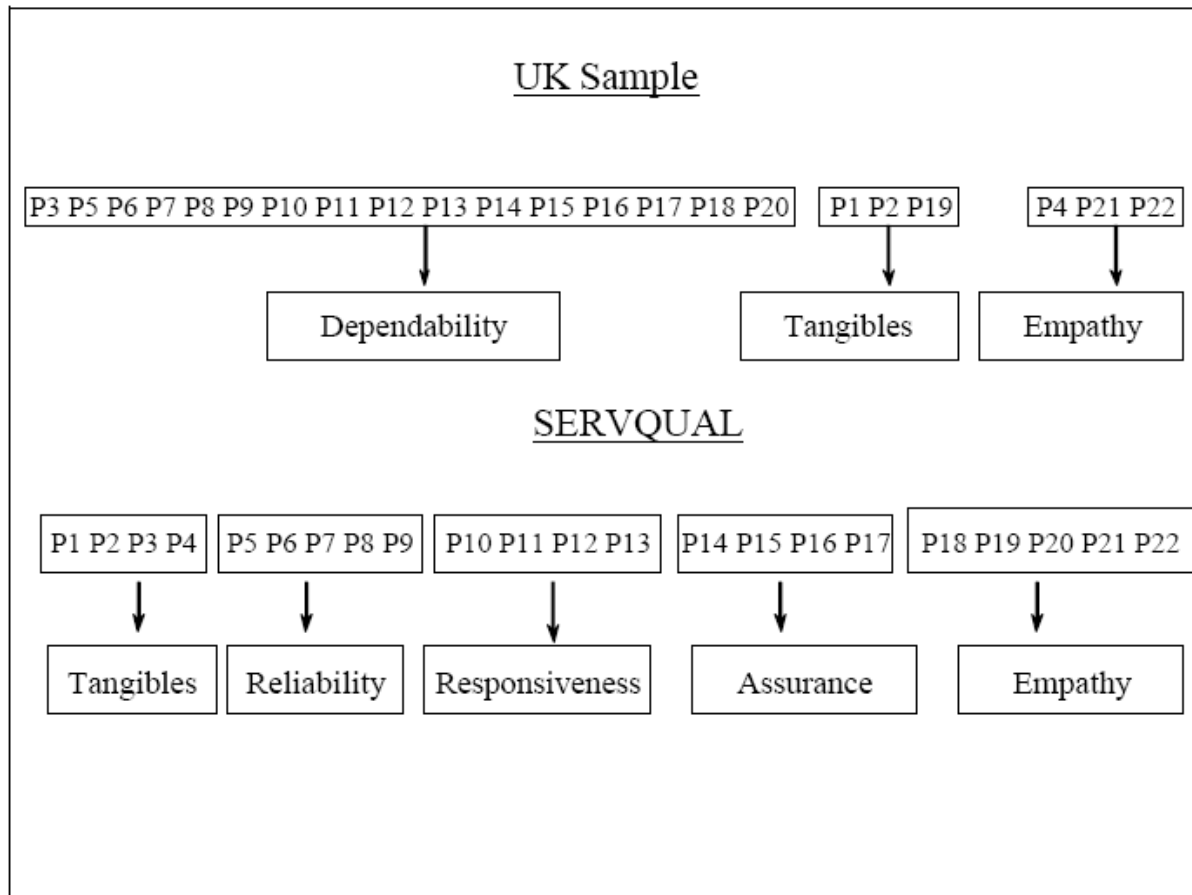 UK Sample
P3 P5 P6 P7 P8 P9 P10 P11 P12 P13 P14 P15 P16 P17 P18 P20
P1 P2 P19
P4 P21 P22
Dependability
Tangibles
Empathy
SERVQUAL
P1 P2 P3 P4
P5 P6 P7 P8 P9
P10 P11 P12 P13
P14 P15 P16 P17
P18 P19 P20 P21 P22
Tangibles
Reliability
Responsiveness
Assurance
Empathy